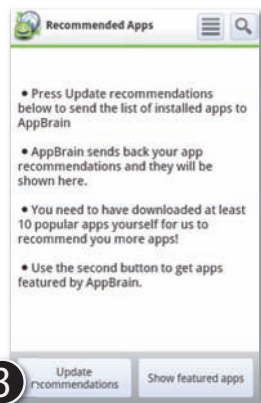 Recommended Apps
• Press Update recommendations
below to send the list of installed apps to
AppBrain
• AppBrain sends back your app
recommendations and they will be
shown here.
• You need to have downloaded at least
10 popular apps yourself for us to
recommend you more apps!
• Use the second button to get apps
featured by AppBrain.
3
Update
recommendations
Show featured apps